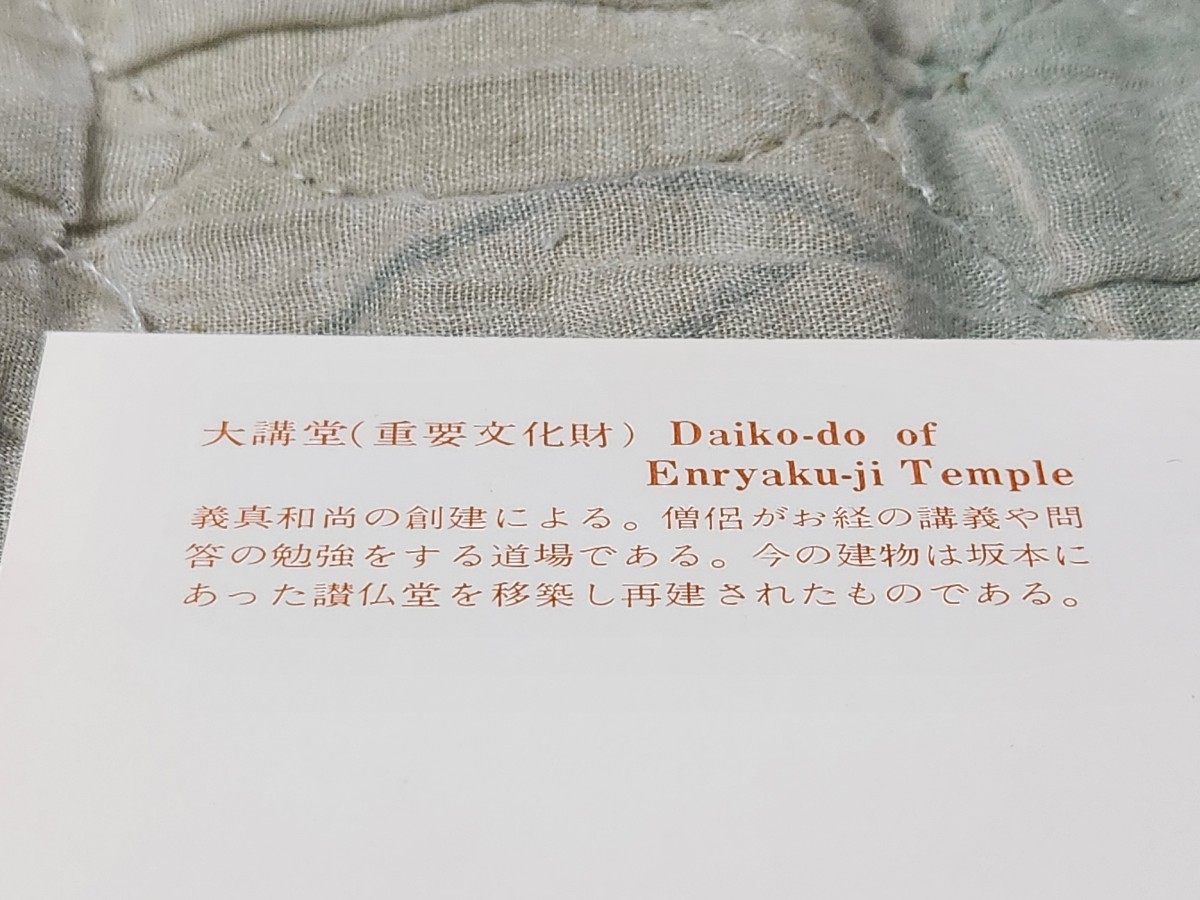 大講堂(重要文化財) Daiko-do of
Enryaku-ji Temple
義真和尚の創建による。僧侶がお経の講義や問
答の勉強をする道場である。今の建物は坂本に
あった讃仏堂を移築し再建されたものである。